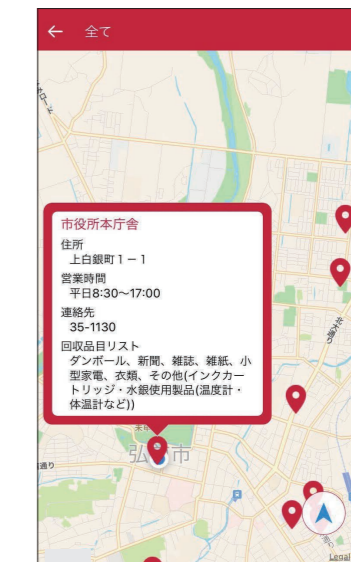 全て
市役所本庁舎
住所
上白銀町1-1
営業時間
平日8:30~17:00
連絡先
35-1130
回収品目リスト
ダンボール、新聞、雑誌、雑紙、小
型家電、衣類、その他(インクカー
トリッジ・水銀使用製品(温度計・
体温計など))
弘
市
Legal